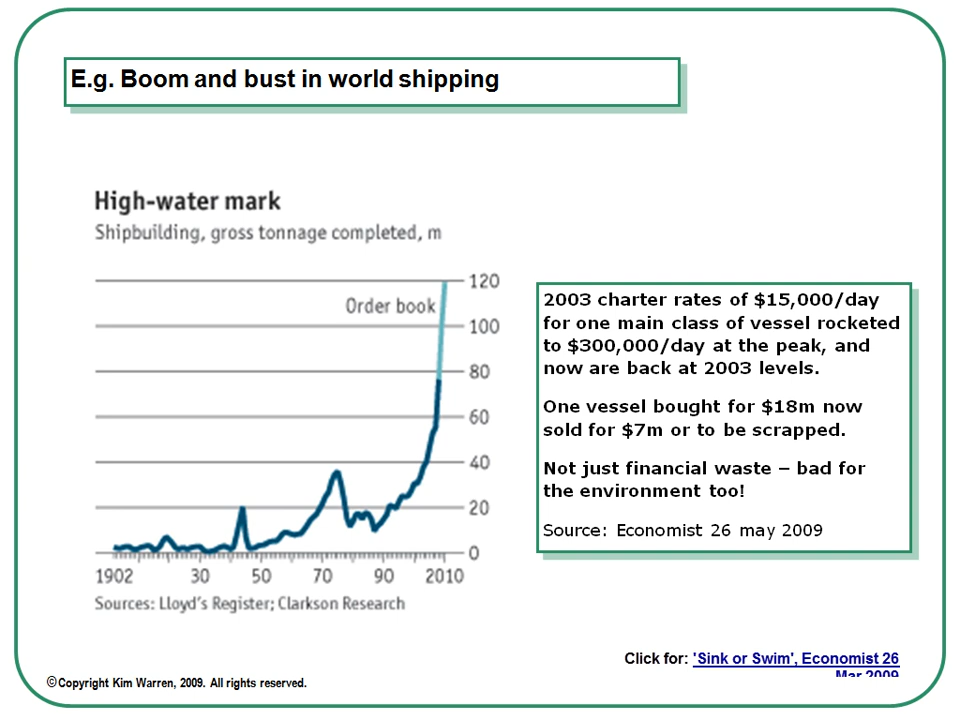 E.g. Boom and bust in world shipping
High-water mark
Shipbuilding, gross tonnage completed, m
120
Order book
100
80
60
40
20
0
1902 30 50 70 90 2010
Sources: Lloyd's Register; Clarkson Research
2003 charter rates of $15,000/day
for one main class of vessel rocketed
to $300,000/day at the peak, and
now are back at 2003 levels.
One vessel bought for $18m now
sold for $7m or to be scrapped.
Not just financial waste – bad for
the environment too!
Source: Economist 26 may 2009
Click for: 'Sink or Swim', Economist 26
Mar 2009
©Copyright Kim Warren, 2009. All rights reserved.